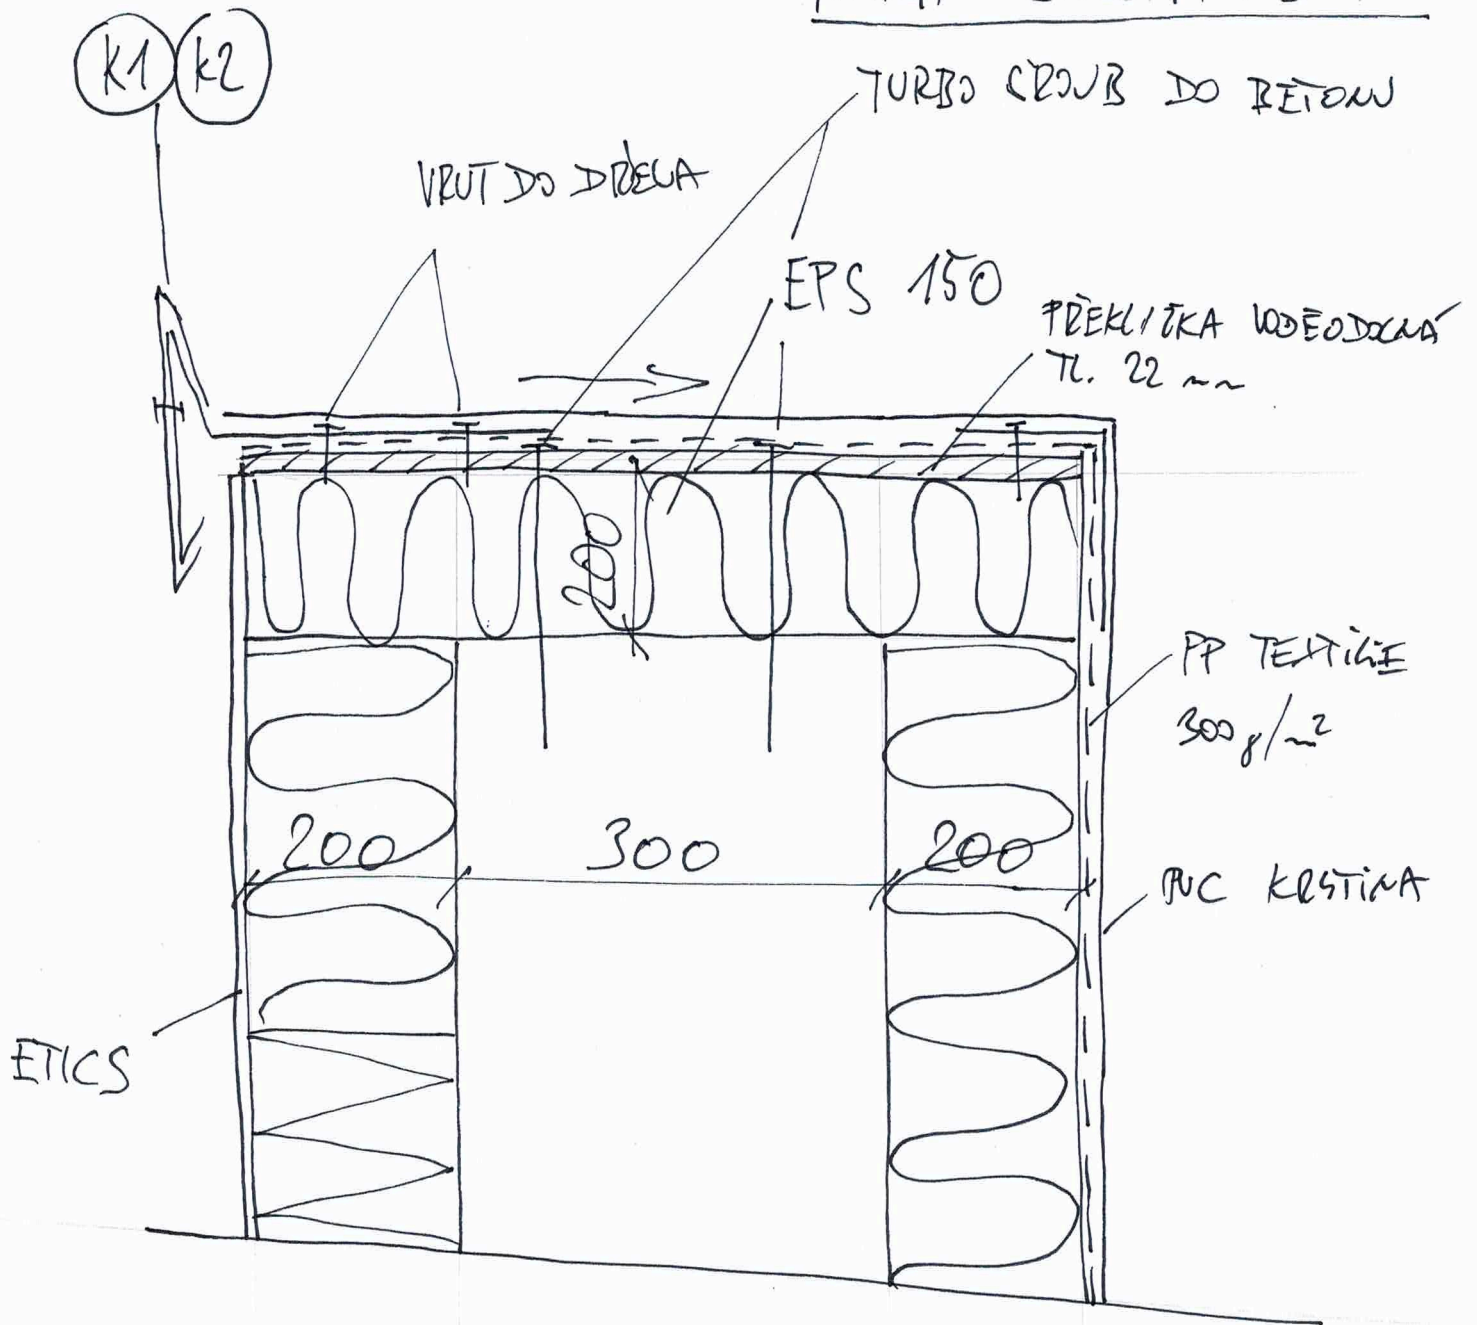 K1 K2
TURBO ŠROUB DO BETONU
VRUT DO DŘEVA
EPS 150
PŘEKLIŽKA VODĚODOLNÁ
TL. 22 mm
200
PP TEXTILIE
300 g/m²
200 300 200
PVC KRYTINA
ETICS